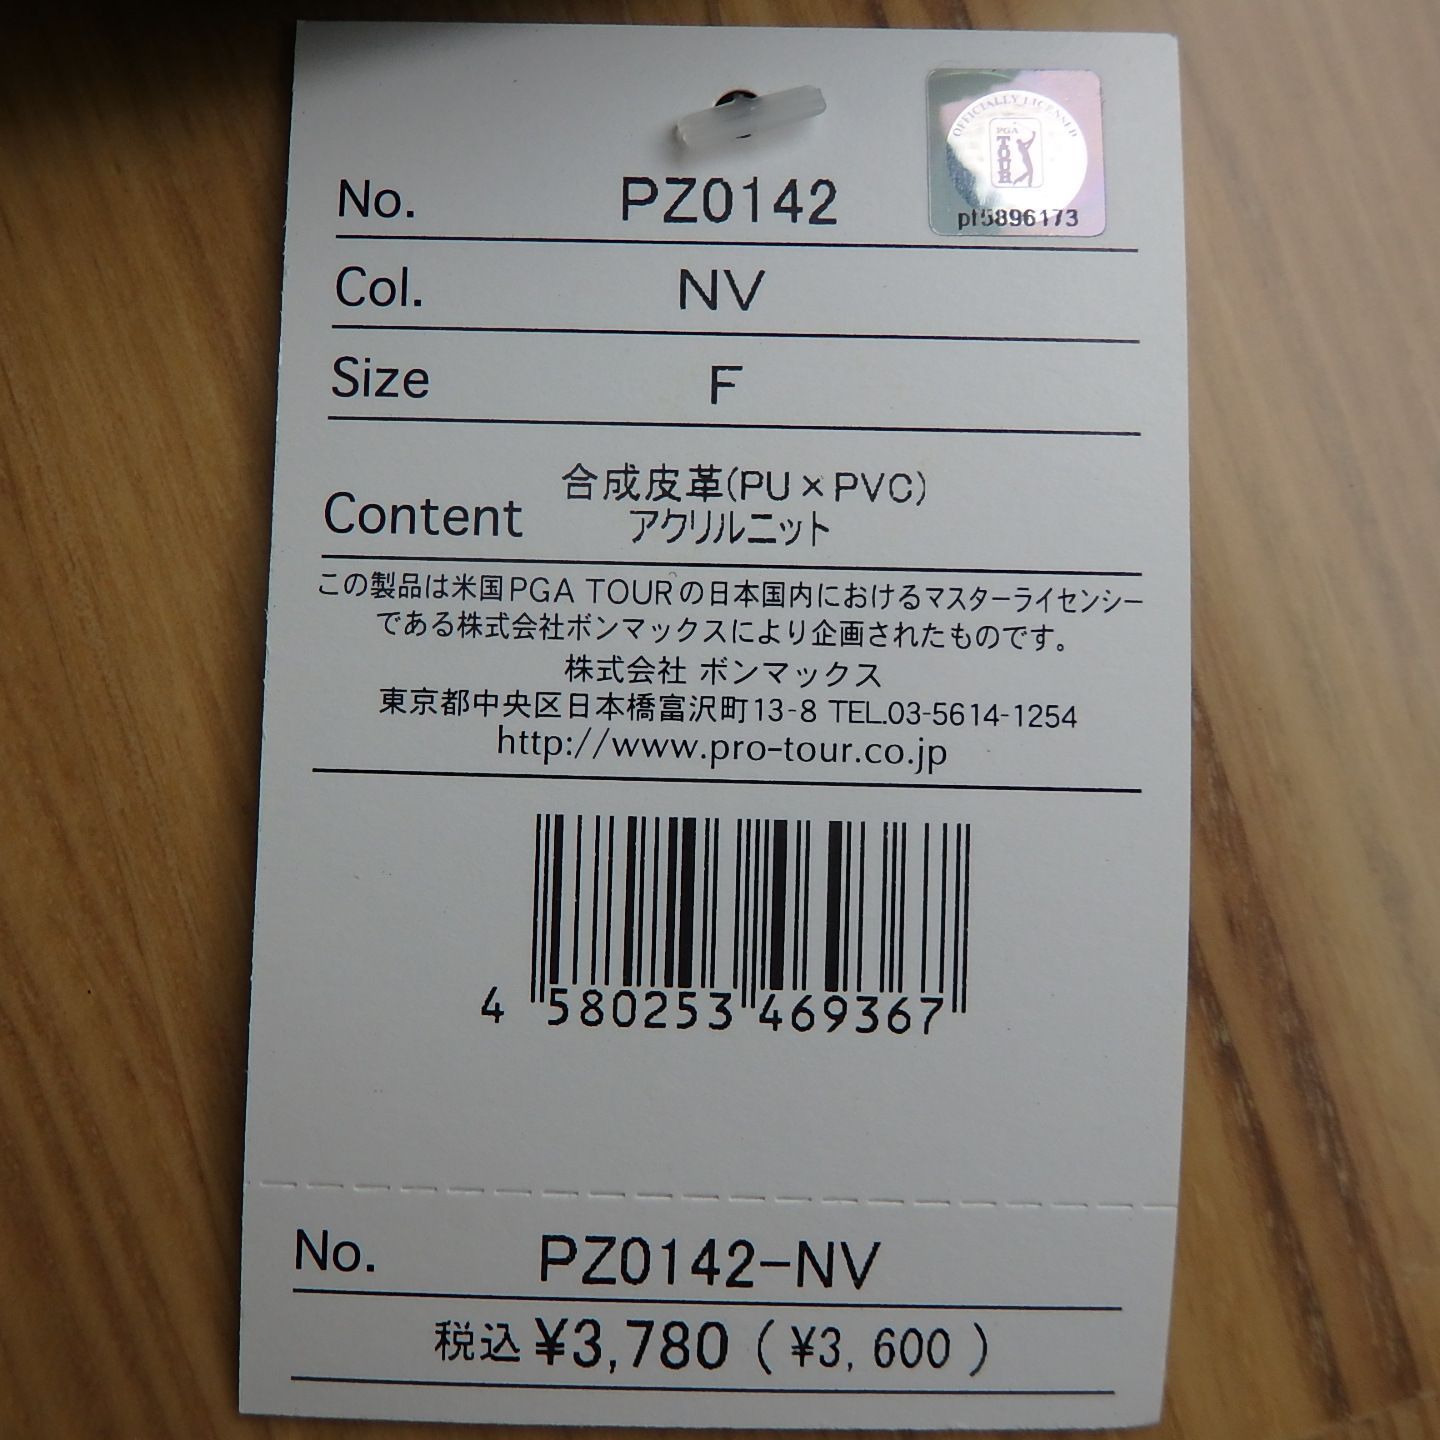 OFFICIALLY LICENSED
PGA
TOUR
pt5896173
No. PZ0142
Col. NV
Size F
Content 合成皮革(PU×PVC)
アクリルニット
この製品は米国PGA TOURの日本国内におけるマスターライセンシー
である株式会社ボンマックスにより企画されたものです。
株式会社 ボンマックス
東京都中央区日本橋富沢町13-8 TEL.03-5614-1254
http://www.pro-tour.co.jp
4 580253 469367
No. PZ0142-NV
税込 ¥3,780 ( ¥3, 600 )